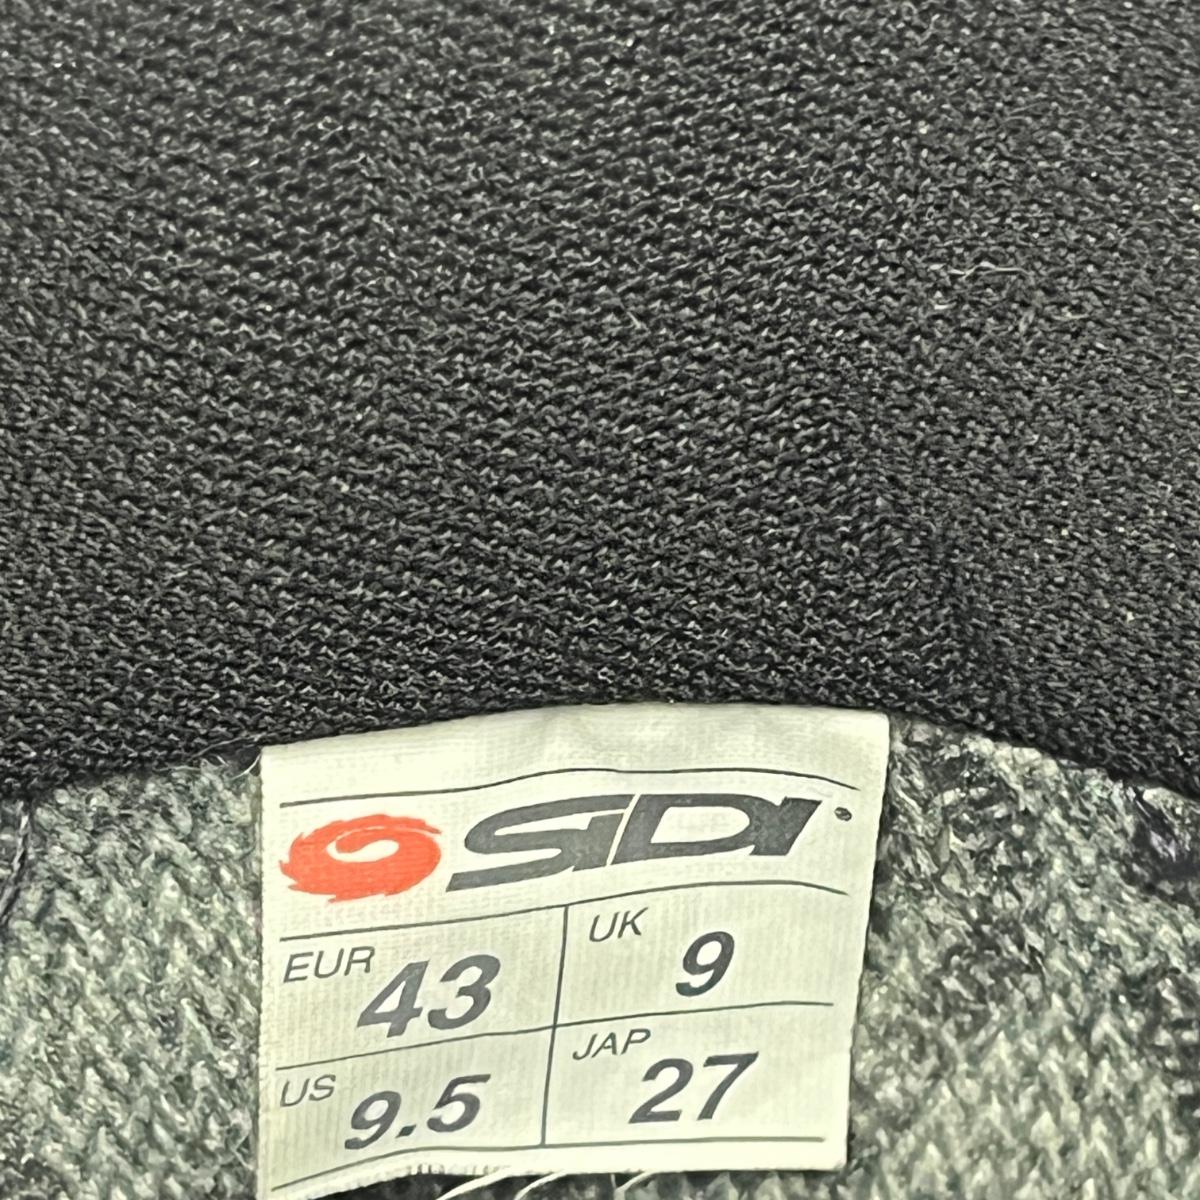 SIDI
EUR 43
UK 9
US 9.5
JAP 27